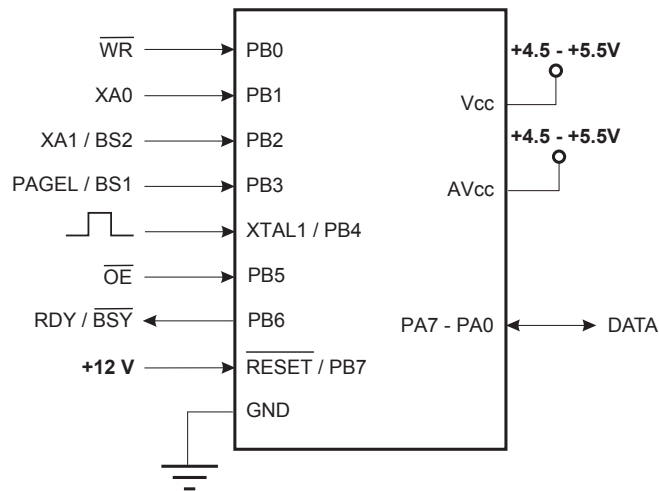 WR PB0 +4.5 - +5.5V
XA0 PB1 Vcc
XA1 / BS2 PB2 +4.5 - +5.5V
PAGEL / BS1 PB3 AVcc
XTAL1 / PB4
OE PB5
RDY / BSY PB6 PA7 - PA0 DATA
+12 V RESET / PB7
GND